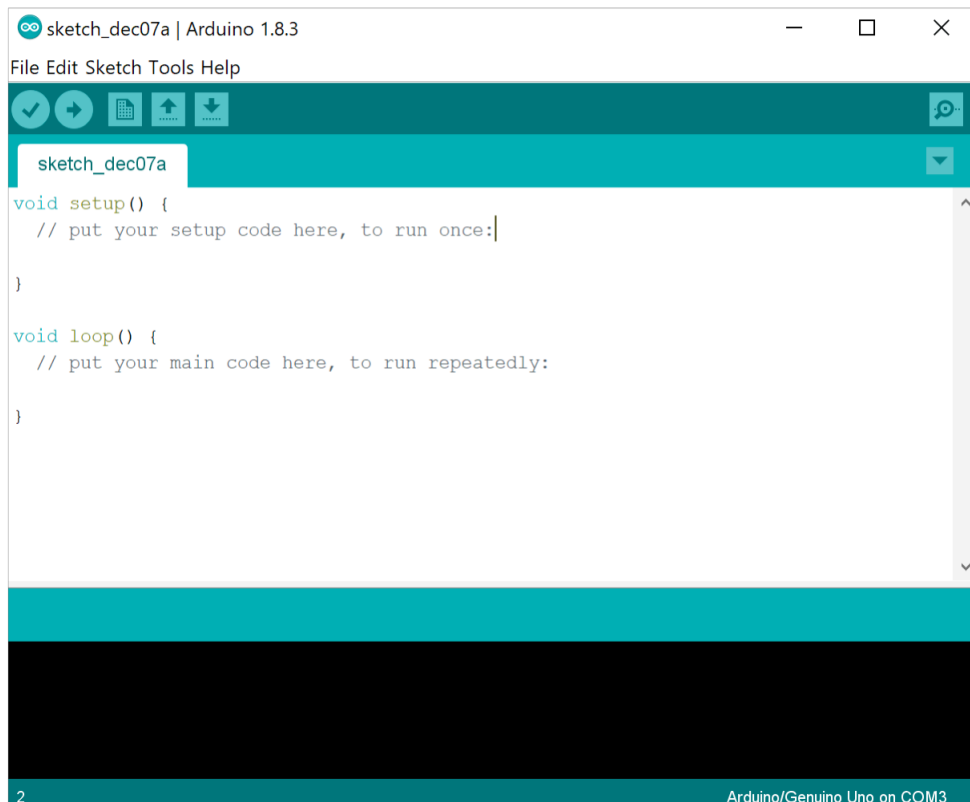 sketch_dec07a | Arduino 1.8.3
File Edit Sketch Tools Help
sketch_dec07a
void setup() {
  // put your setup code here, to run once:

}

void loop() {
  // put your main code here, to run repeatedly:

}
2
Arduino/Genuino Uno on COM3